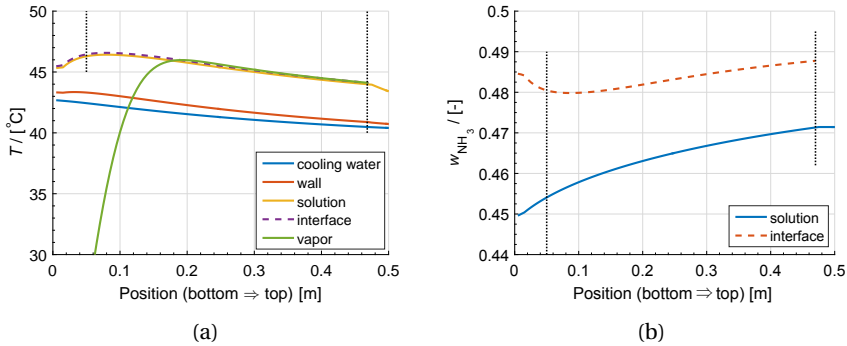 50
45
40
35
30
T / [°C]
0
0.1
0.2
0.3
0.4
0.5
Position (bottom ⇒ top) [m]
cooling water
wall
solution
interface
vapor
(a)
0.5
0.49
0.48
0.47
0.46
0.45
0.44
w_NH3 / [-]
0
0.1
0.2
0.3
0.4
0.5
Position (bottom ⇒ top) [m]
solution
interface
(b)